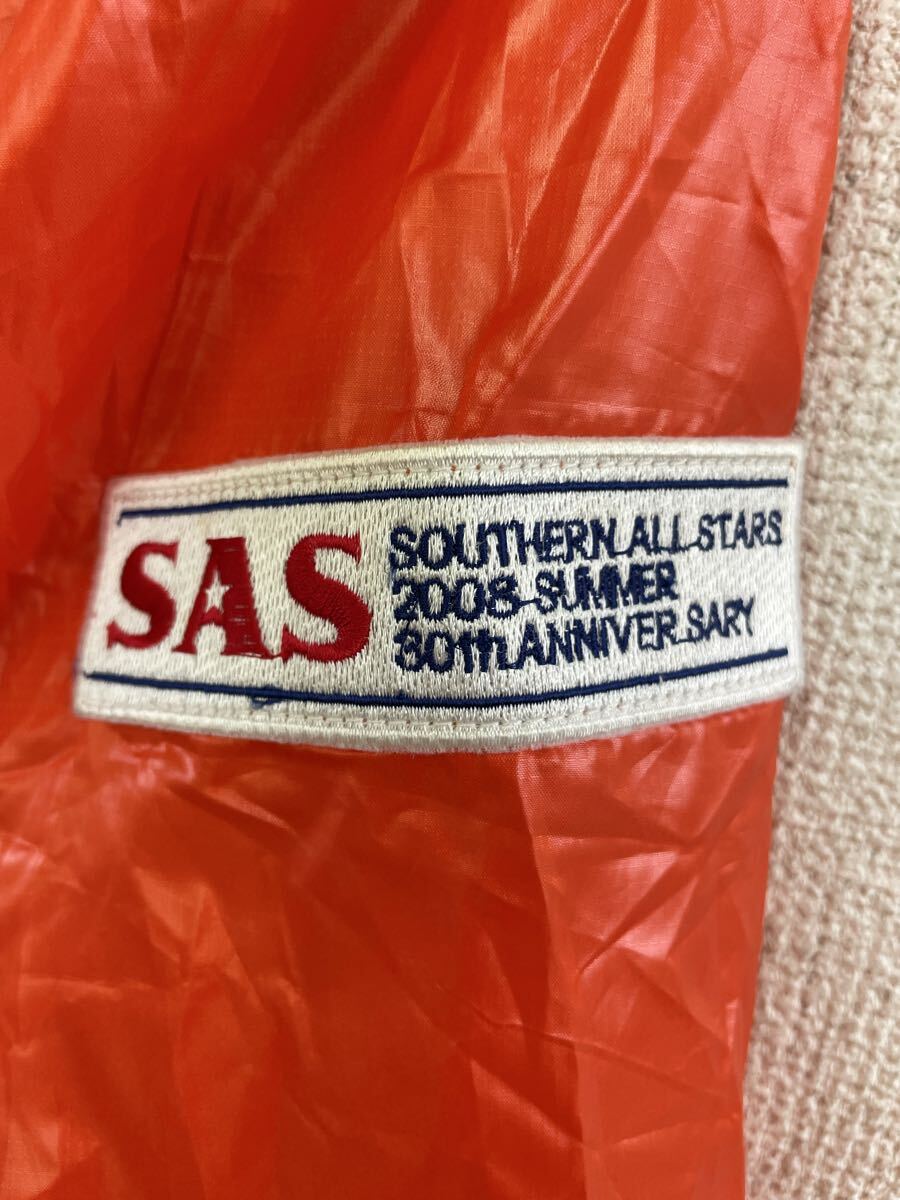 SAS
SOUTHERN ALL STARS
2008 SUMMER
30th ANNIVERSARY